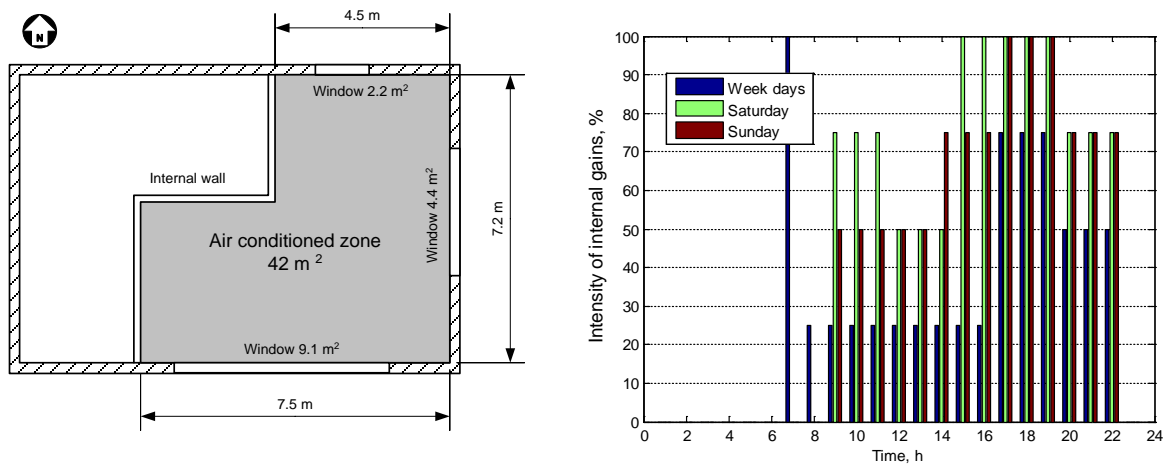 N
4.5 m
Window 2.2 m²
Internal wall
Window 4.4 m²
7.2 m
Air conditioned zone
42 m ²
Window 9.1 m²
7.5 m
Intensity of internal gains, %
100
90
80
70
60
50
40
30
20
10
0
Week days
Saturday
Sunday
0 2 4 6 8 10 12 14 16 18 20 22 24
Time, h